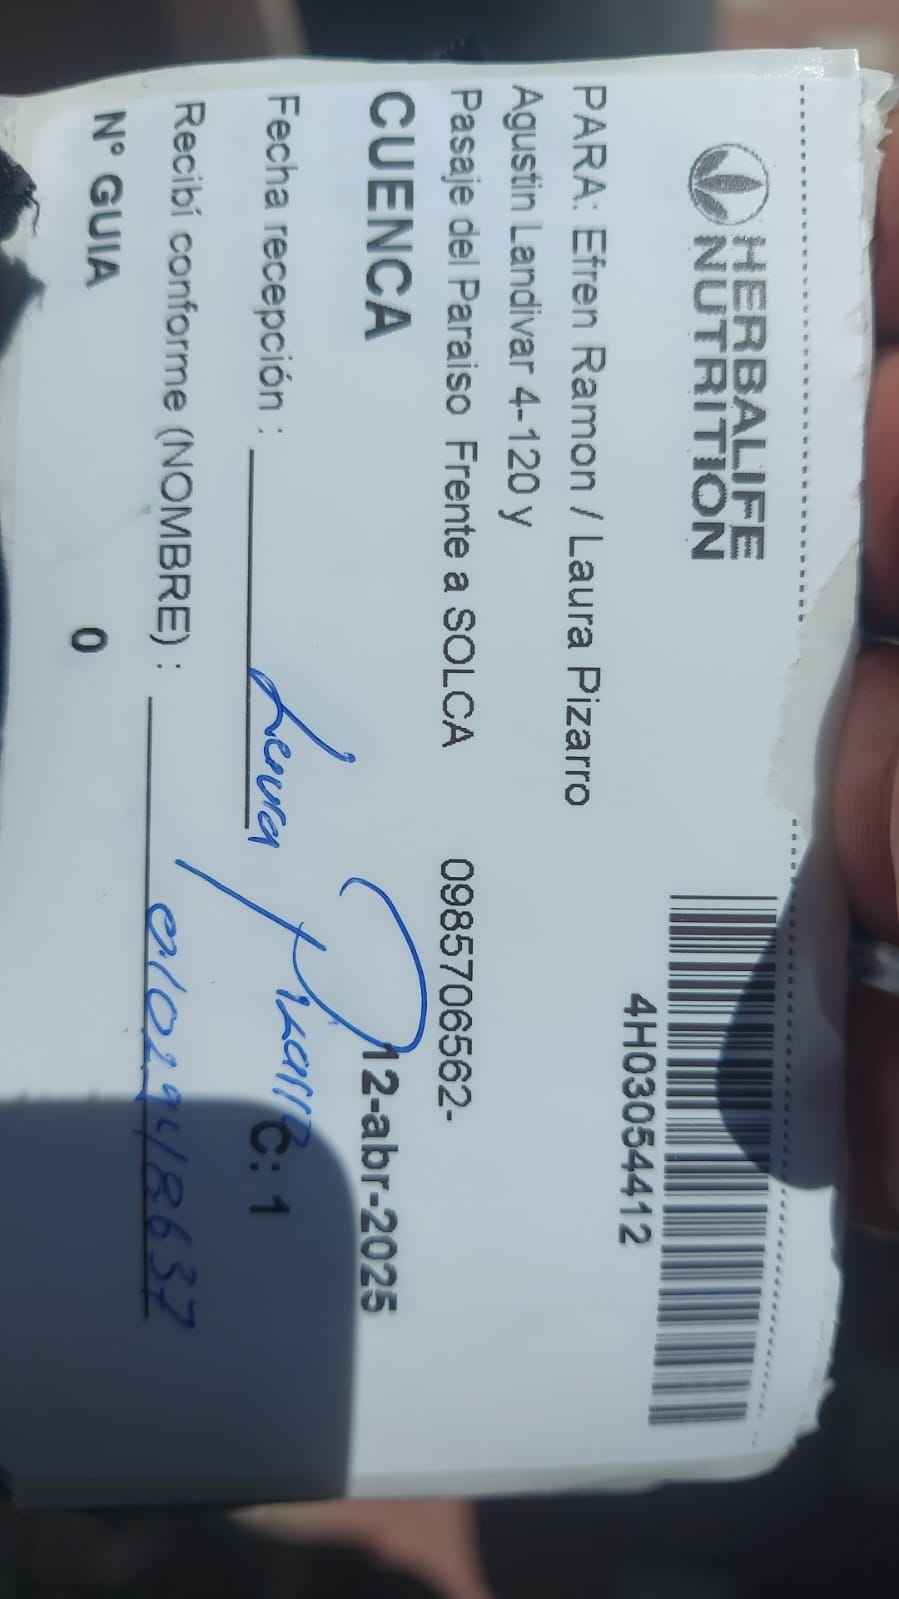 HERBALIFE
NUTRITION
4H03054412
PARA: Efren Ramon / Laura Pizarro
Agustin Landivar 4-120 y
Pasaje del Paraiso Frente a SOLCA 0985706562-
CUENCA 12-abr-2025
Fecha recepción : Laura Pizarro C: 1
Recibí conforme (NOMBRE) :
Nº GUIA 0